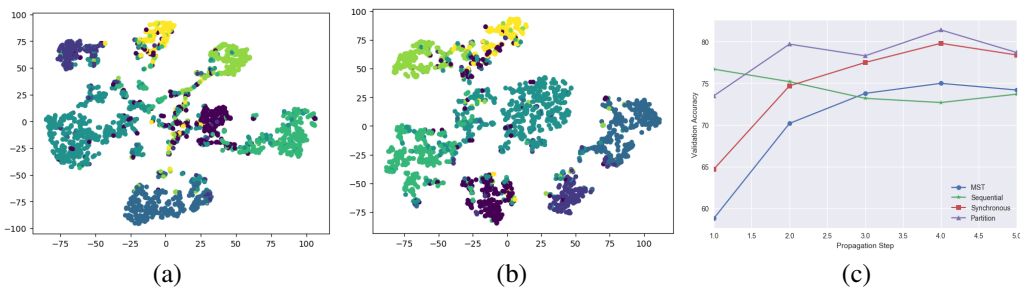 100
75
50
25
0
−25
−50
−75
−100
−75 −50 −25 0 25 50 75 100
(a)
75
50
25
0
−25
−50
−75
−75 −50 −25 0 25 50 75 100
(b)
80
75
70
65
60
Validation Accuracy
MST
Sequential
Synchronous
Partition
1.0 1.5 2.0 2.5 3.0 3.5 4.0 4.5 5.0
Propagation Step
(c)